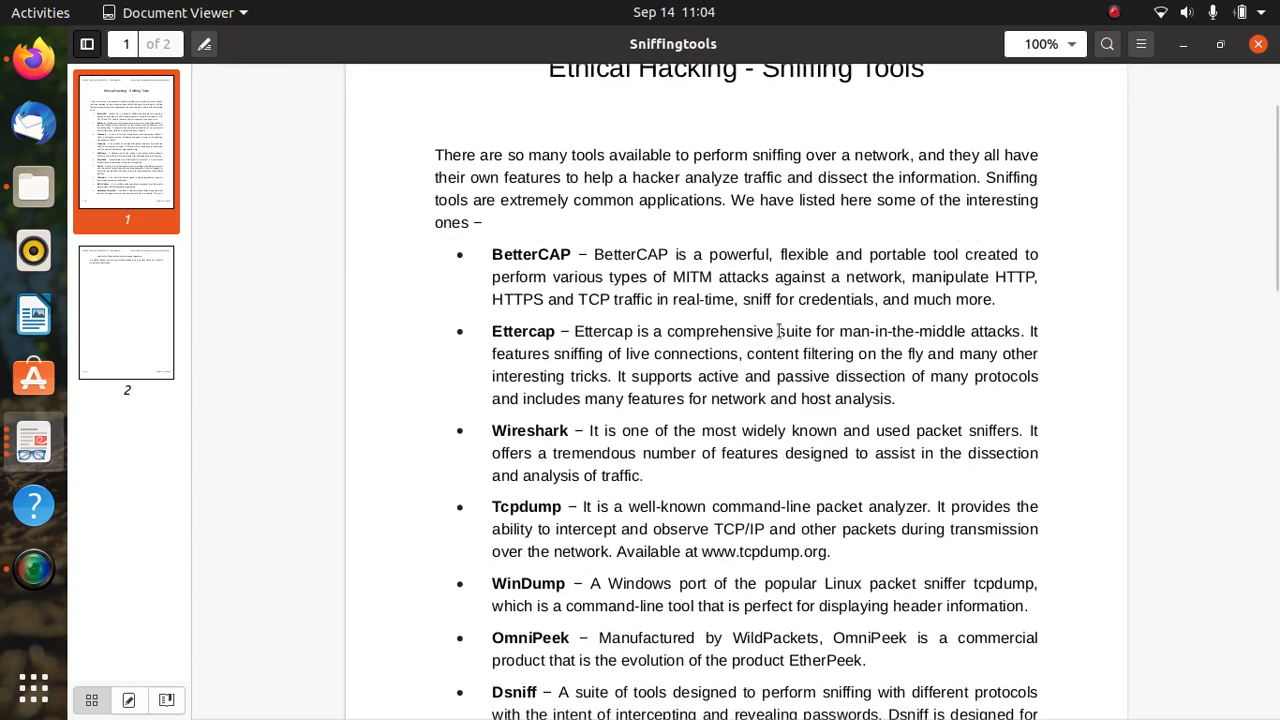 Activities
Document Viewer
Sep 14 11:04
1 of 2
Sniffingtools
100%
1
2
Ethical Hacking - Sniffing Tools
There are so many tools available to perform sniffing over a network, and they all have
their own features to help a hacker analyze traffic and dissect the information. Sniffing
tools are extremely common applications. We have listed here some of the interesting
ones −
• BetterCAP − BetterCAP is a powerful, flexible and portable tool created to
perform various types of MITM attacks against a network, manipulate HTTP,
HTTPS and TCP traffic in real-time, sniff for credentials, and much more.
• Ettercap − Ettercap is a comprehensive suite for man-in-the-middle attacks. It
features sniffing of live connections, content filtering on the fly and many other
interesting tricks. It supports active and passive dissection of many protocols
and includes many features for network and host analysis.
• Wireshark − It is one of the most widely known and used packet sniffers. It
offers a tremendous number of features designed to assist in the dissection
and analysis of traffic.
• Tcpdump − It is a well-known command-line packet analyzer. It provides the
ability to intercept and observe TCP/IP and other packets during transmission
over the network. Available at www.tcpdump.org.
• WinDump − A Windows port of the popular Linux packet sniffer tcpdump,
which is a command-line tool that is perfect for displaying header information.
• OmniPeek − Manufactured by WildPackets, OmniPeek is a commercial
product that is the evolution of the product EtherPeek.
• Dsniff − A suite of tools designed to perform sniffing with different protocols
with the intent of intercepting and revealing passwords. Dsniff is designed for